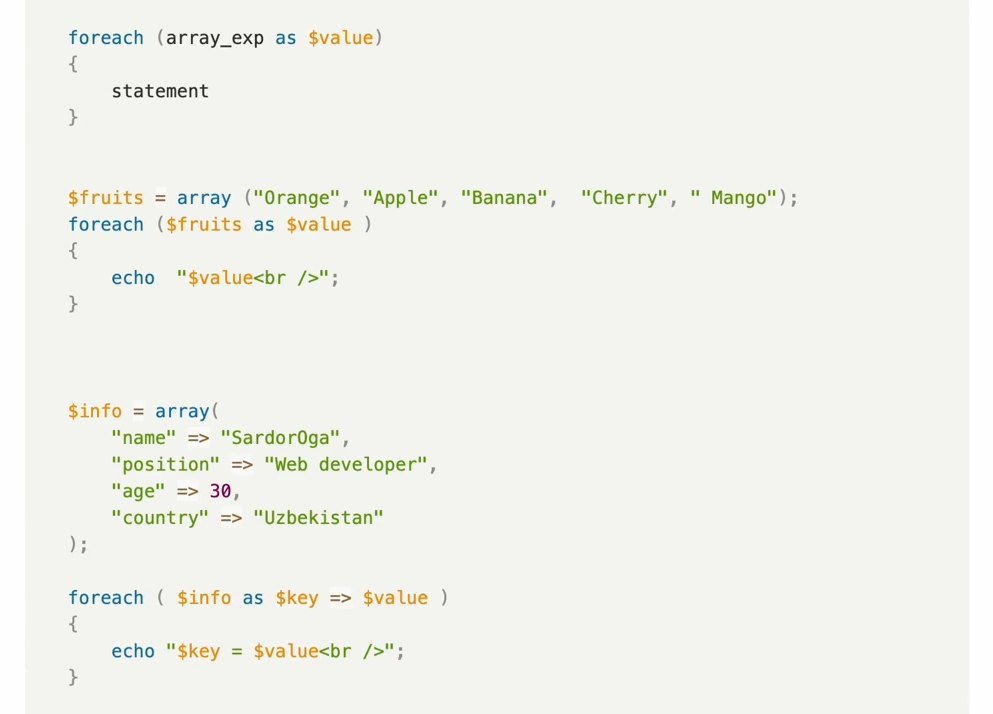 foreach (array_exp as $value)
{
    statement
}
$fruits = array ("Orange", "Apple", "Banana",  "Cherry", " Mango");
foreach ($fruits as $value )
{
    echo  "$value<br />";
}
$info = array(
    "name" => "SardorOga",
    "position" => "Web developer",
    "age" => 30,
    "country" => "Uzbekistan"
);
foreach ( $info as $key => $value )
{
    echo "$key = $value<br />";
}